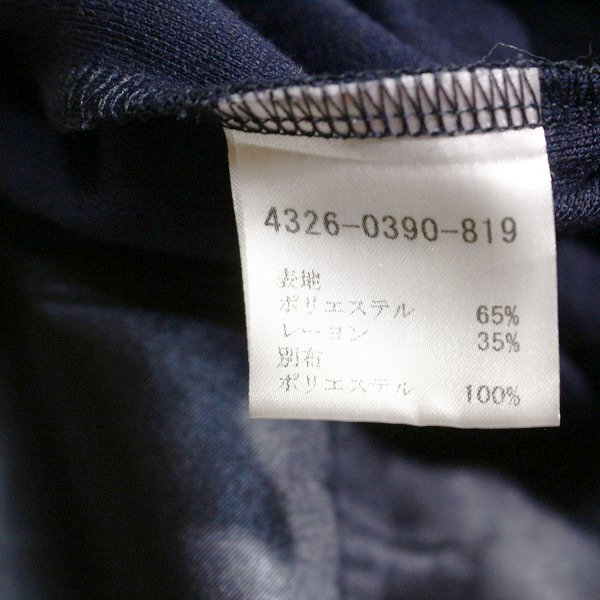 4326-0390-819
表地
ポリエステル 65%
レーヨン 35%
別布
ポリエステル 100%